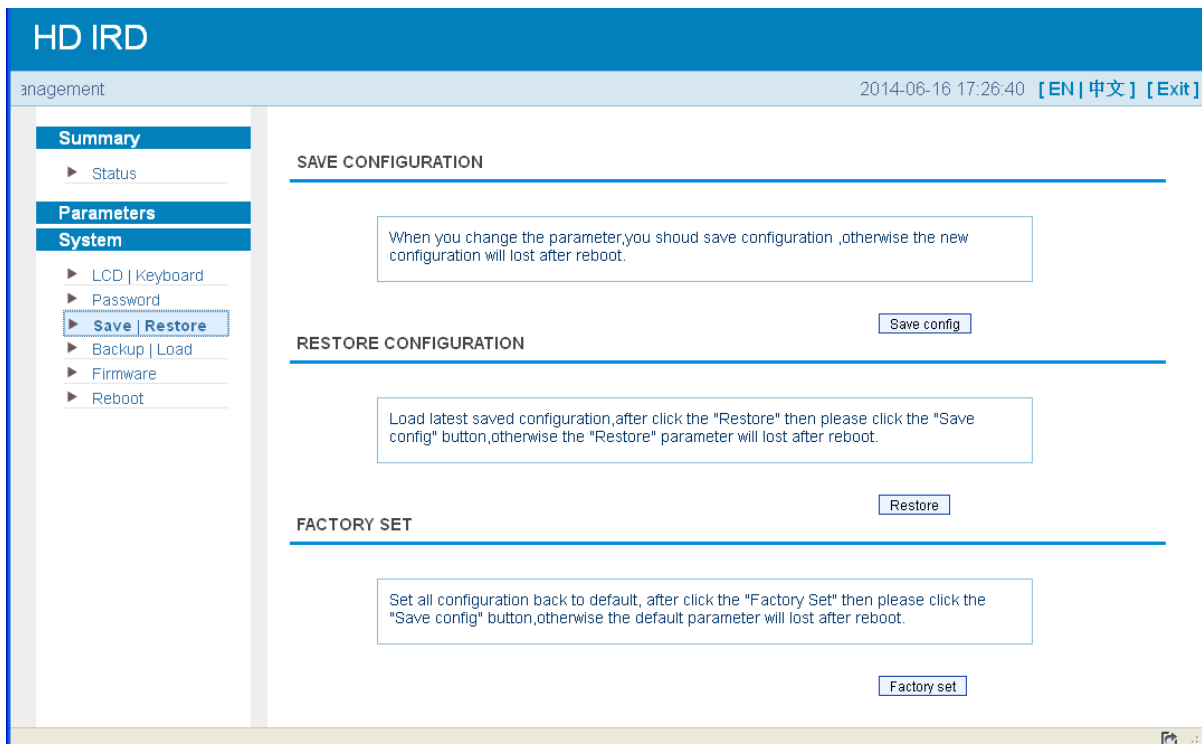 HD IRD
anagement
2014-06-16 17:26:40 [EN|中文] [Exit]
Summary
Status
Parameters
System
LCD | Keyboard
Password
Save | Restore
Backup | Load
Firmware
Reboot
SAVE CONFIGURATION
When you change the parameter,you shoud save configuration ,otherwise the new
configuration will lost after reboot.
Save config
RESTORE CONFIGURATION
Load latest saved configuration,after click the "Restore" then please click the "Save
config" button,otherwise the "Restore" parameter will lost after reboot.
Restore
FACTORY SET
Set all configuration back to default, after click the "Factory Set" then please click the
"Save config" button,otherwise the default parameter will lost after reboot.
Factory set